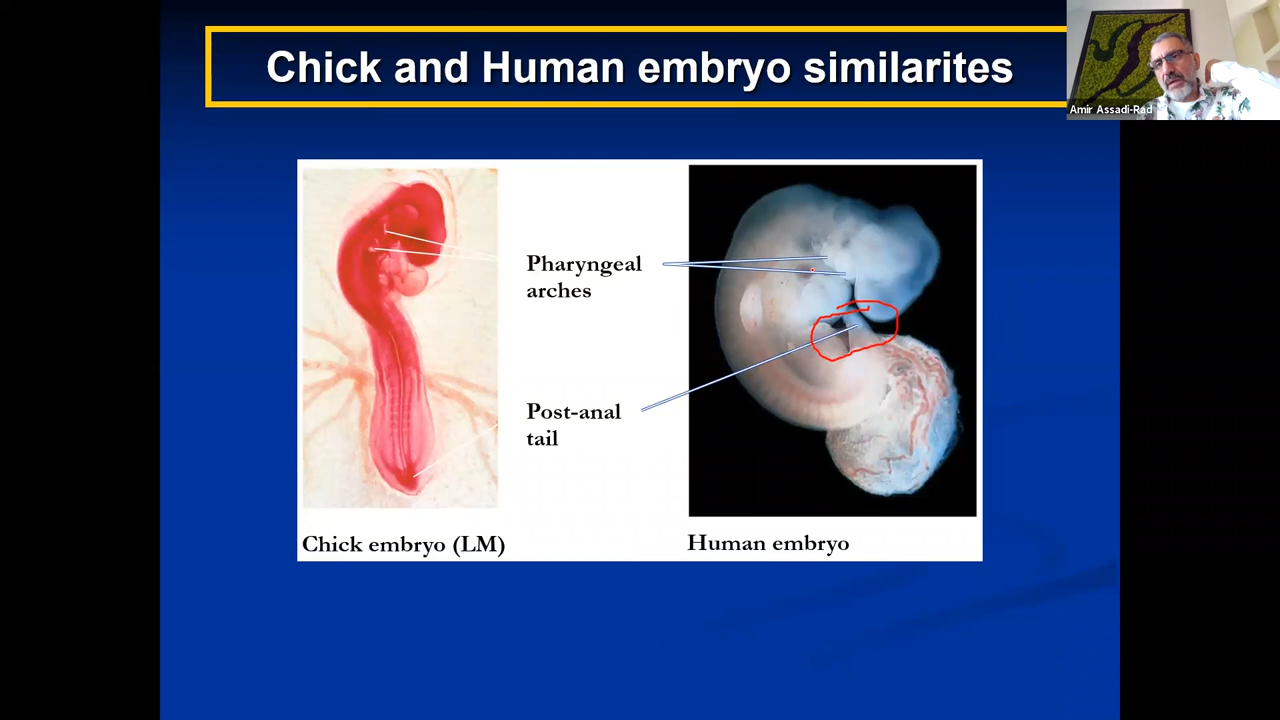 Chick and Human embryo similarites
Amir Assadi-Rad
Pharyngeal
arches
Post-anal
tail
Chick embryo (LM)
Human embryo